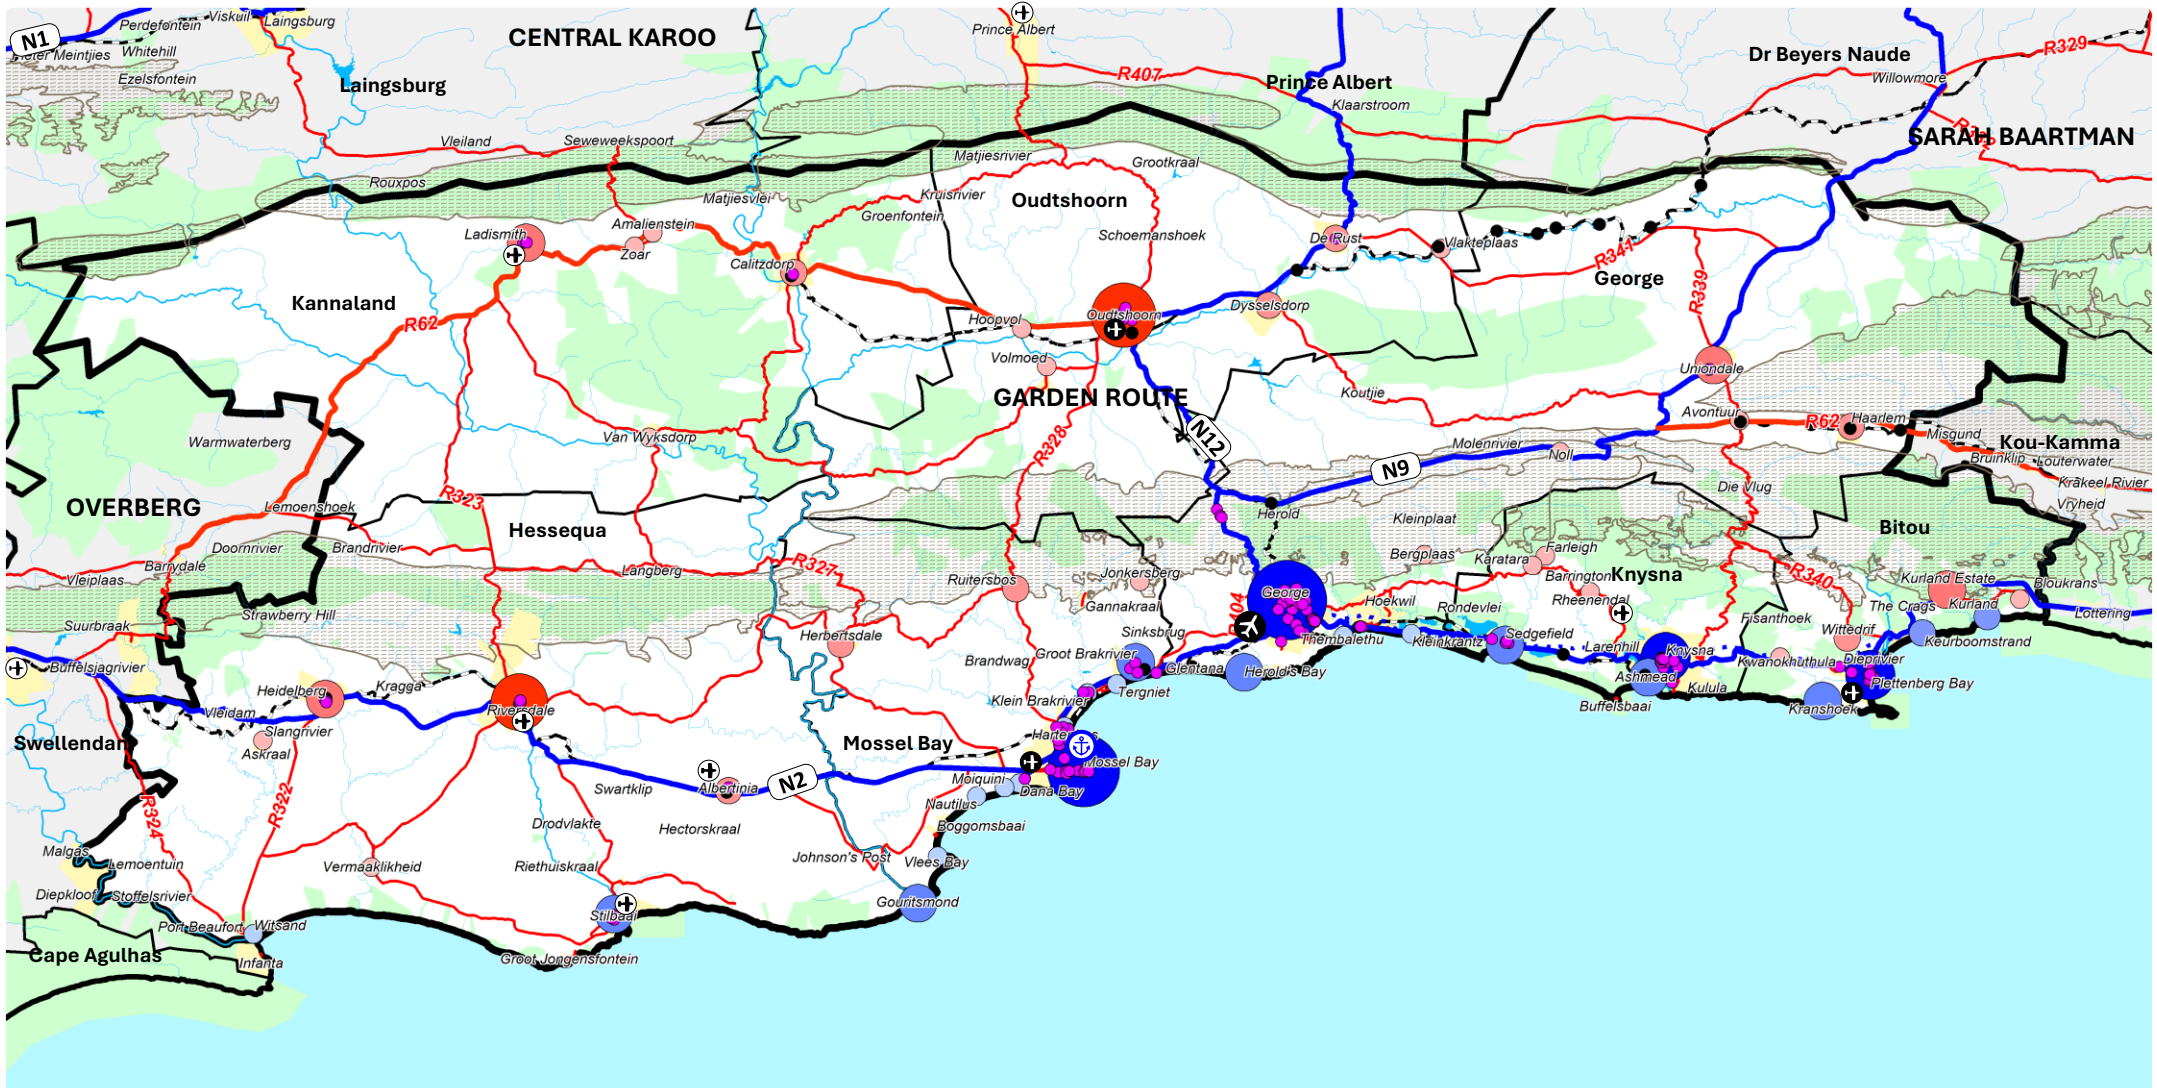 Perdefontein
Viskuil
Laingsburg
N1
Pieter Meintjies
Whitehill
Ezelsfontein
CENTRAL KAROO
Laingsburg
Prince Albert
R407
Prince Albert
Klaarstroom
Dr Beyers Naude
Willowmore
R329
SARAH BAARTMAN
Vleiland
Seweweekspoort
Rouxpos
Matjiesrivier
Grootkraal
Matjiesvlei
Kruisrivier
Groenfontein
Oudtshoorn
Schoemanshoek
Ladismith
Amalienstein
Zoar
Calitzdorp
De Rust
Vlakteplaas
R341
George
R339
Kannaland
R62
Hoopvol
Oudtshoorn
Dysselsdorp
Volmoed
GARDEN ROUTE
Koutjie
Uniondale
Avontuur
R62
Haarlem
Misgund
Kou-Kamma
Bruinklip
Louterwater
Krakeel Rivier
Vryheid
Warmwaterberg
Van Wyksdorp
R328
N12
N9
Molenrivier
Noll
Die Vlug
OVERBERG
Lemoenshoek
R323
Hessequa
Herold
Kleinplaat
Bitou
Doornrivier
Brandrivier
Barrydale
Vleiplaas
Langberg
R327
Ruitersbos
Jonkersberg
Gannakraal
Bergplaas
Karatara
Farleigh
Barrington
Knysna
Rheenendal
R340
Kurland Estate
Bloukrans
The Crags
Kurland
Lottering
Strawberry Hill
Suurbraak
Herbertsdale
Sinksbrug
George
Hoekwil
Rondevlei
Fisanthoek
Wittedrif
Keurboomstrand
Thembalethu
Kleinkrantz
Sedgefield
Larenhill
Knysna
Kwanokhuthula
Dieprivier
Buffelsjagrivier
Brandwag
Groot Brakrivier
Glentana
Herold's Bay
Ashmead
Kulula
Plettenberg Bay
Heidelberg
Kragga
Riversdale
Klein Brakrivier
Tergniet
Buffelsbaai
Kranshoek
Vleidam
Slangrivier
Askraal
Mossel Bay
Mossel Bay
Swartklip
Albertinia
N2
Moiquini
Dana Bay
Nautilus
R324
R322
Drodvlakte
Hectorskraal
Boggomsbaai
Malgas
Lemoentuin
Vermaaklikheid
Riethuiskraal
Johnson's Post
Vlees Bay
Diepkloof
Stoffelsrivier
Gouritsmond
Stilbaai
Port Beaufort
Witsand
Cape Agulhas
Infanta
Groot Jongensfontein